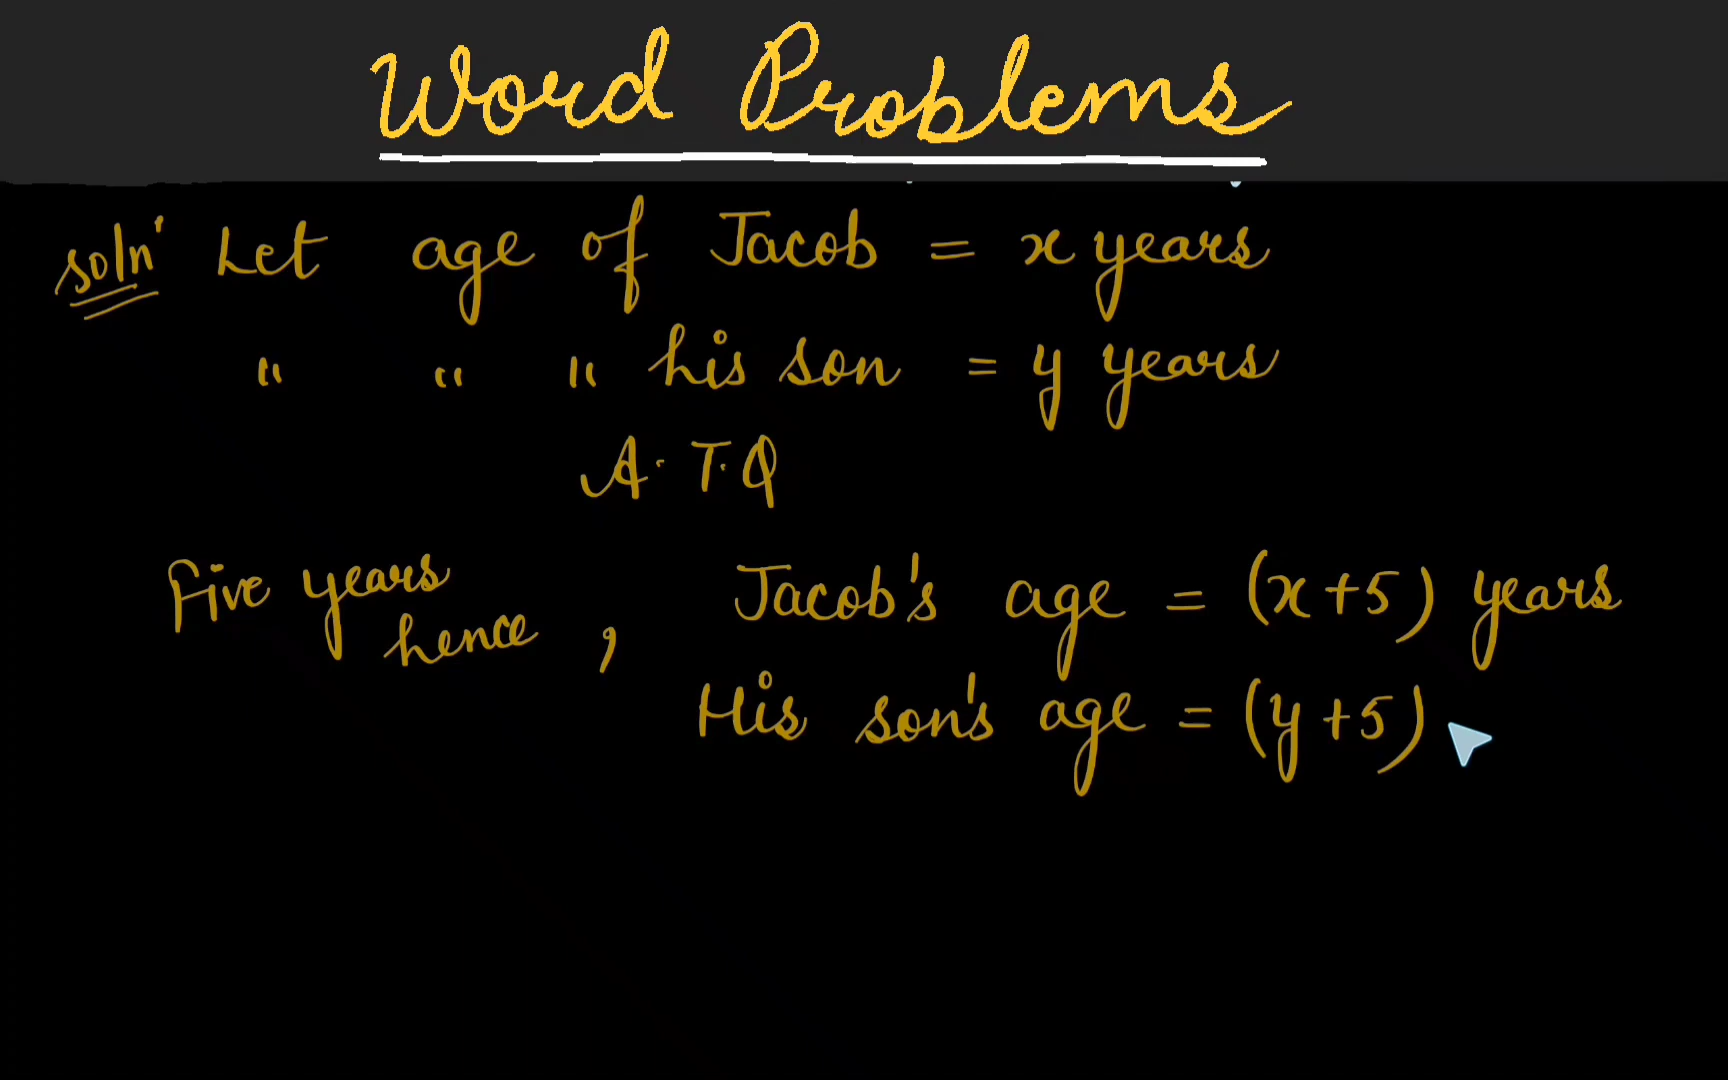 Word Problems
soln' Let age of Jacob = x years
" " " his son = y years
A.T.Q
Five years hence, Jacob's age = (x+5) years
His son's age = (y+5)